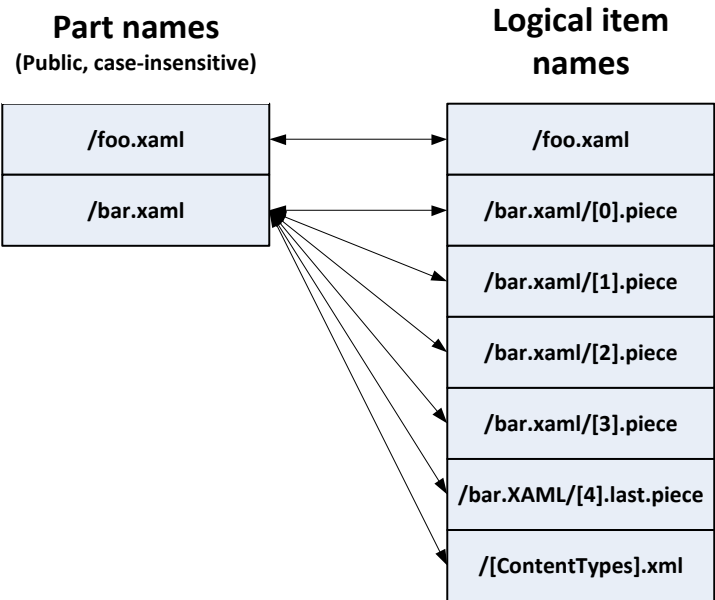 Part names
(Public, case-insensitive)
/foo.xaml
/bar.xaml
Logical item
names
/foo.xaml
/bar.xaml/[0].piece
/bar.xaml/[1].piece
/bar.xaml/[2].piece
/bar.xaml/[3].piece
/bar.XAML/[4].last.piece
/[ContentTypes].xml